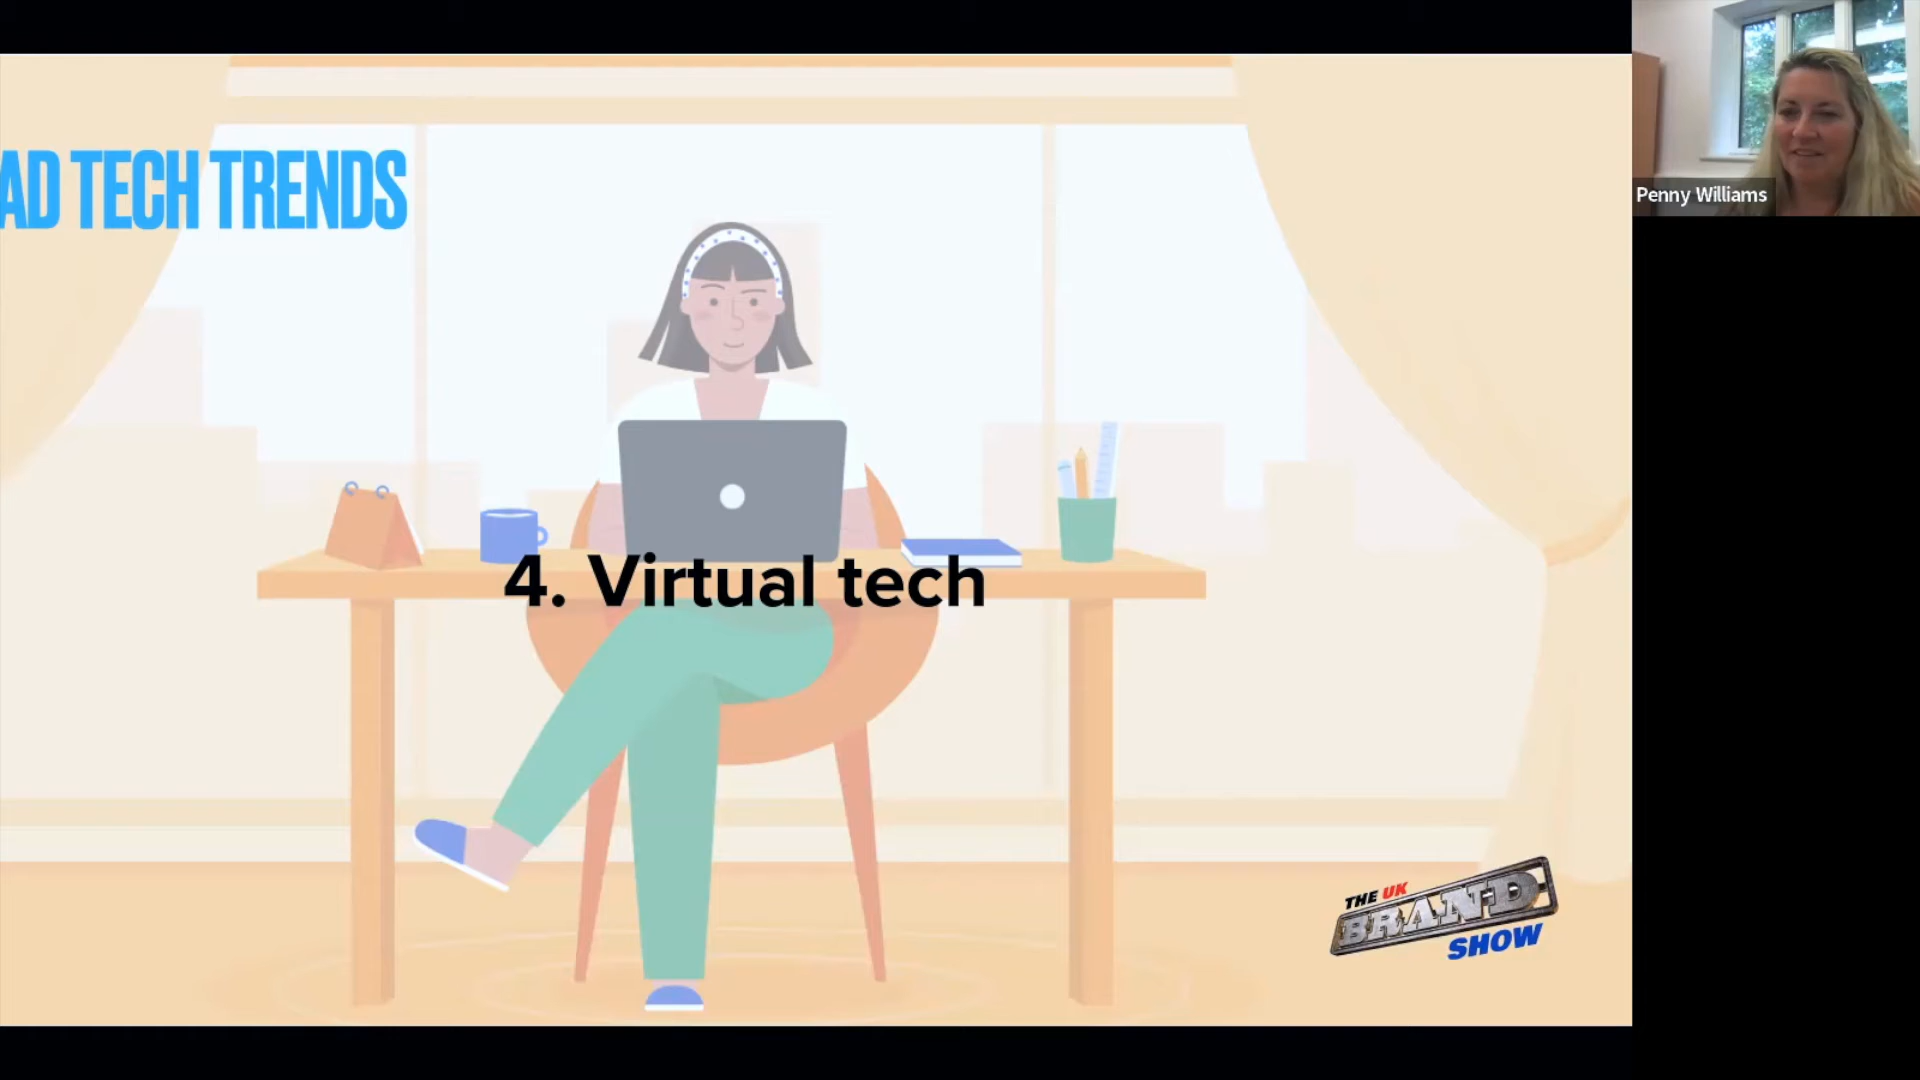 AD TECH TRENDS
Penny Williams
4. Virtual tech
THE UK
BRAND
SHOW